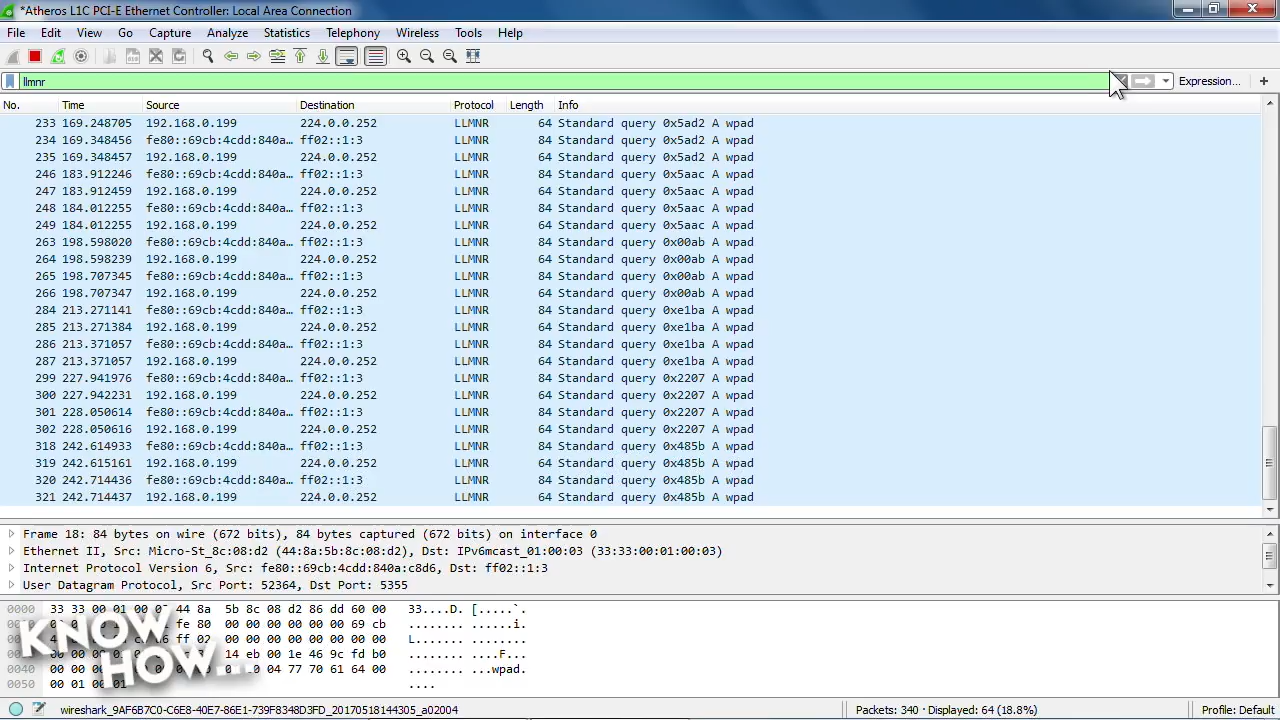 *Atheros L1C PCI-E Ethernet Controller: Local Area Connection
File Edit View Go Capture Analyze Statistics Telephony Wireless Tools Help
llmnr Expression... +
No. Time Source Destination Protocol Length Info
233 169.248705 192.168.0.199 224.0.0.252 LLMNR 64 Standard query 0x5ad2 A wpad
234 169.348456 fe80::69cb:4cdd:840a… ff02::1:3 LLMNR 84 Standard query 0x5ad2 A wpad
235 169.348457 192.168.0.199 224.0.0.252 LLMNR 64 Standard query 0x5ad2 A wpad
246 183.912246 fe80::69cb:4cdd:840a… ff02::1:3 LLMNR 84 Standard query 0x5aac A wpad
247 183.912459 192.168.0.199 224.0.0.252 LLMNR 64 Standard query 0x5aac A wpad
248 184.012255 fe80::69cb:4cdd:840a… ff02::1:3 LLMNR 84 Standard query 0x5aac A wpad
249 184.012255 192.168.0.199 224.0.0.252 LLMNR 64 Standard query 0x5aac A wpad
263 198.598020 fe80::69cb:4cdd:840a… ff02::1:3 LLMNR 84 Standard query 0x00ab A wpad
264 198.598239 192.168.0.199 224.0.0.252 LLMNR 64 Standard query 0x00ab A wpad
265 198.707345 fe80::69cb:4cdd:840a… ff02::1:3 LLMNR 84 Standard query 0x00ab A wpad
266 198.707347 192.168.0.199 224.0.0.252 LLMNR 64 Standard query 0x00ab A wpad
284 213.271141 fe80::69cb:4cdd:840a… ff02::1:3 LLMNR 84 Standard query 0xe1ba A wpad
285 213.271384 192.168.0.199 224.0.0.252 LLMNR 64 Standard query 0xe1ba A wpad
286 213.371057 fe80::69cb:4cdd:840a… ff02::1:3 LLMNR 84 Standard query 0xe1ba A wpad
287 213.371057 192.168.0.199 224.0.0.252 LLMNR 64 Standard query 0xe1ba A wpad
299 227.941976 fe80::69cb:4cdd:840a… ff02::1:3 LLMNR 84 Standard query 0x2207 A wpad
300 227.942231 192.168.0.199 224.0.0.252 LLMNR 64 Standard query 0x2207 A wpad
301 228.050614 fe80::69cb:4cdd:840a… ff02::1:3 LLMNR 84 Standard query 0x2207 A wpad
302 228.050616 192.168.0.199 224.0.0.252 LLMNR 64 Standard query 0x2207 A wpad
318 242.614933 fe80::69cb:4cdd:840a… ff02::1:3 LLMNR 84 Standard query 0x485b A wpad
319 242.615161 192.168.0.199 224.0.0.252 LLMNR 64 Standard query 0x485b A wpad
320 242.714436 fe80::69cb:4cdd:840a… ff02::1:3 LLMNR 84 Standard query 0x485b A wpad
321 242.714437 192.168.0.199 224.0.0.252 LLMNR 64 Standard query 0x485b A wpad
Frame 18: 84 bytes on wire (672 bits), 84 bytes captured (672 bits) on interface 0
Ethernet II, Src: Micro-St_8c:08:d2 (44:8a:5b:8c:08:d2), Dst: IPv6mcast_01:00:03 (33:33:00:01:00:03)
Internet Protocol Version 6, Src: fe80::69cb:4cdd:840a:c8d6, Dst: ff02::1:3
User Datagram Protocol, Src Port: 52364, Dst Port: 5355
0000 33 33 00 01 00 03 44 8a 5b 8c 08 d2 86 dd 60 00 33....D. [.....`.
fe 80 00 00 00 00 00 00 69 cb ........ ......i.
ff 02 00 00 00 00 00 00 00 00 L....... ........
14 eb 00 1e 46 9c fd b0 ........ ....F...
0040 04 77 70 61 64 00 ........ ...wpad.
0050 00 01 00 01 ....
KNOW
HOW...
wireshark_9AF6B7C0-C6E8-40E7-86E1-739F8348D3FD_20170518144305_a02004 Packets: 340 · Displayed: 64 (18.8%) Profile: Default